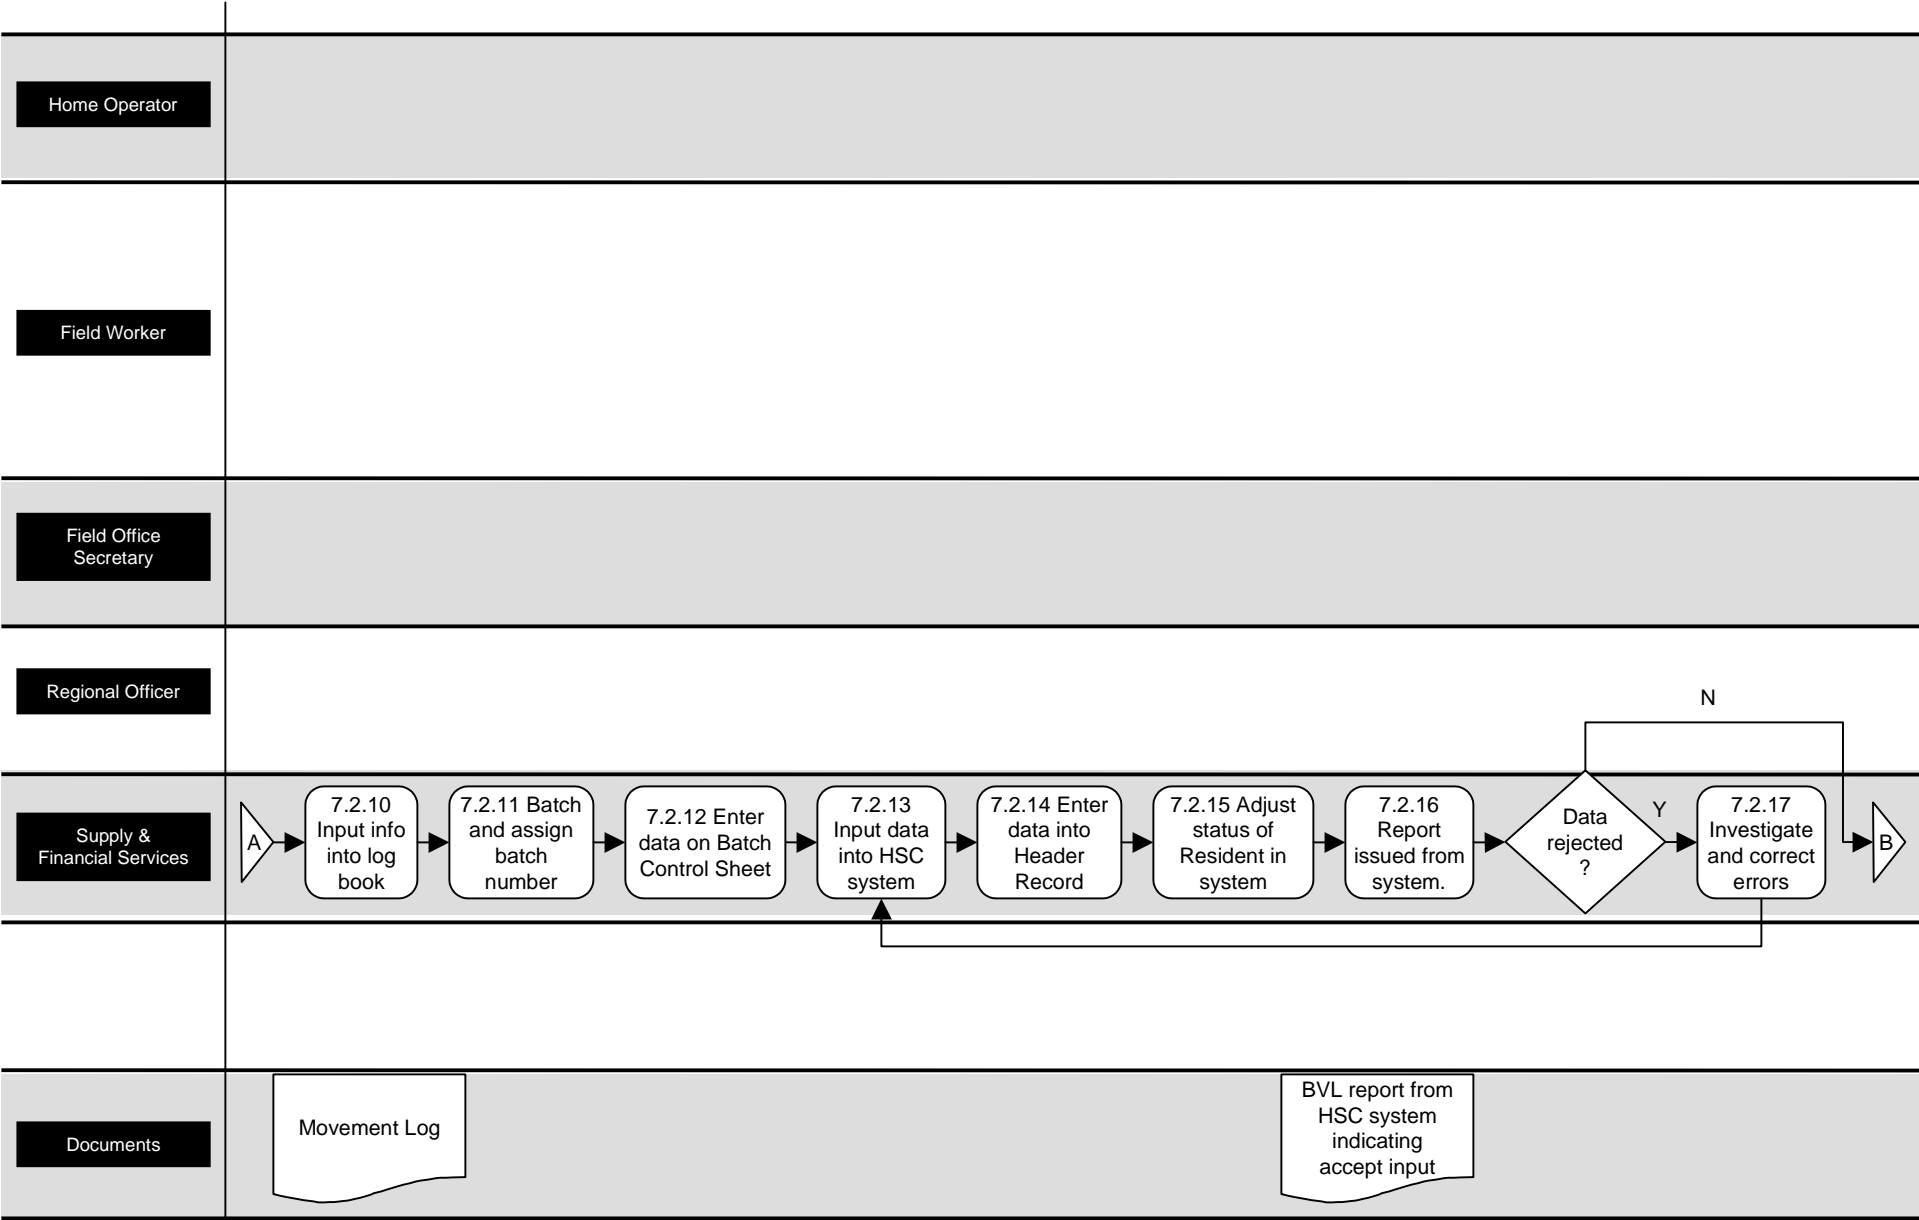 Home Operator
Field Worker
Field Office
Secretary
Regional Officer
N
Supply &
Financial Services
A
7.2.10
Input info
into log
book
7.2.11 Batch
and assign
batch
number
7.2.12 Enter
data on Batch
Control Sheet
7.2.13
Input data
into HSC
system
7.2.14 Enter
data into
Header
Record
7.2.15 Adjust
status of
Resident in
system
7.2.16
Report
issued from
system.
Data
rejected
?
Y
7.2.17
Investigate
and correct
errors
B
Documents
Movement Log
BVL report from
HSC system
indicating
accept input